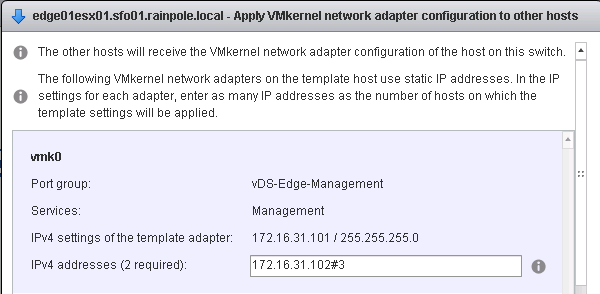 edge01esx01.sfo01.rainpole.local - Apply VMkernel network adapter configuration to other hosts
The other hosts will receive the VMkernel network adapter configuration of the host on this switch.
The following VMkernel network adapters on the template host use static IP addresses. In the IP
settings for each adapter, enter as many IP addresses as the number of hosts on which the
template settings will be applied.
vmk0
Port group: vDS-Edge-Management
Services: Management
IPv4 settings of the template adapter: 172.16.31.101 / 255.255.255.0
IPv4 addresses (2 required): 172.16.31.102#3